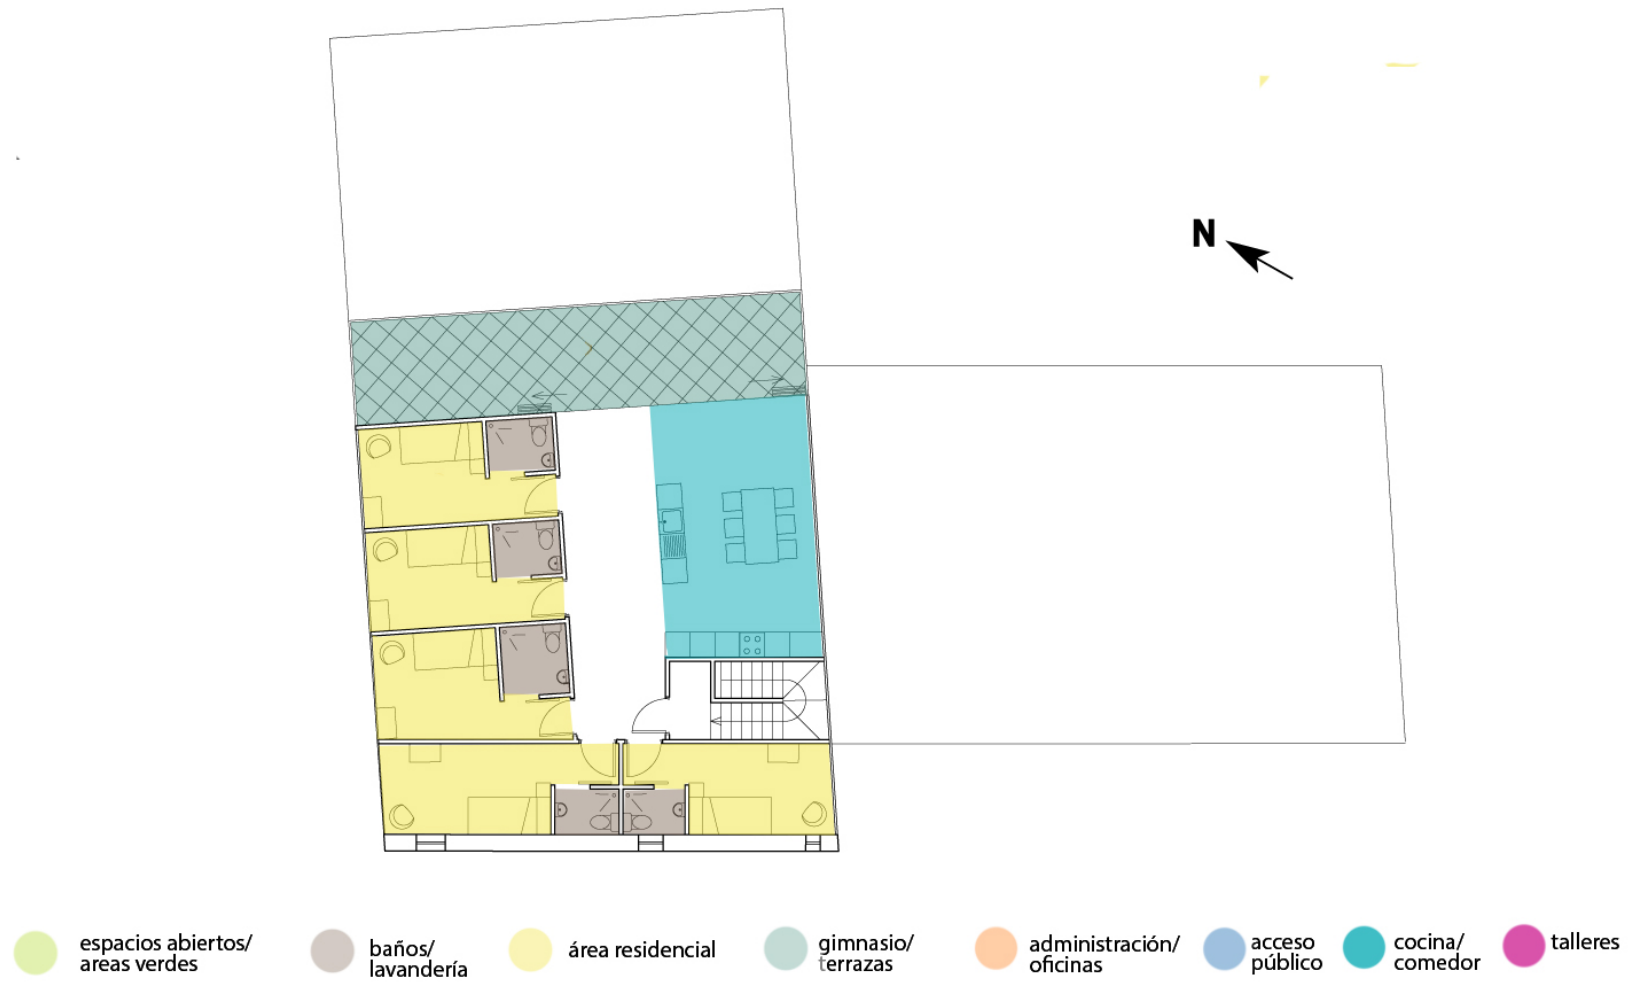 N
espacios abiertos/
areas verdes
baños/
lavandería
área residencial
gimnasio/
terrazas
administración/
oficinas
acceso
público
cocina/
comedor
talleres